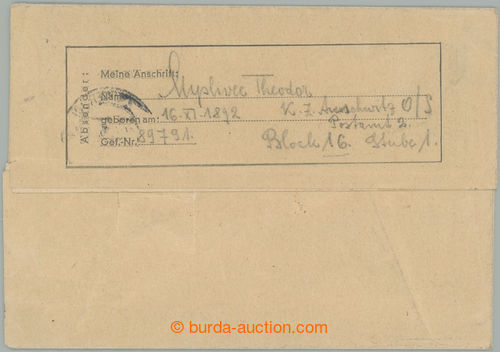 Absender:
Meine Anschrift:
Name: Myslivec Theodor
geboren am: 16·XI·1892 K. Z. Auschwitz O/S
Postamt 2.
Gef.-Nr. 89791. Block 16. Stube 1.
© burda-auction.com